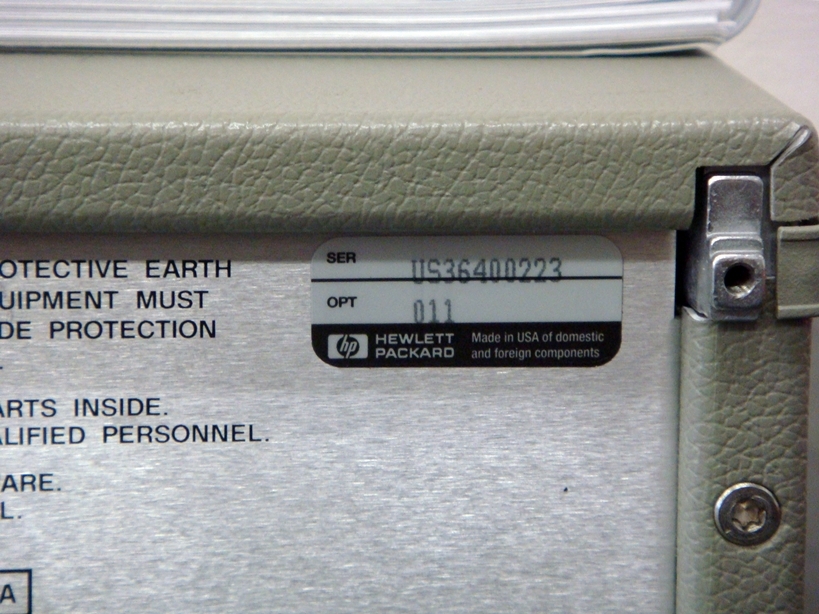 OTECTIVE EARTH
UIPMENT MUST
DE PROTECTION
ARTS INSIDE.
ALIFIED PERSONNEL.
ARE.
L.
A
SER US36400223
OPT 011
hp HEWLETT PACKARD
Made in USA of domestic
and foreign components